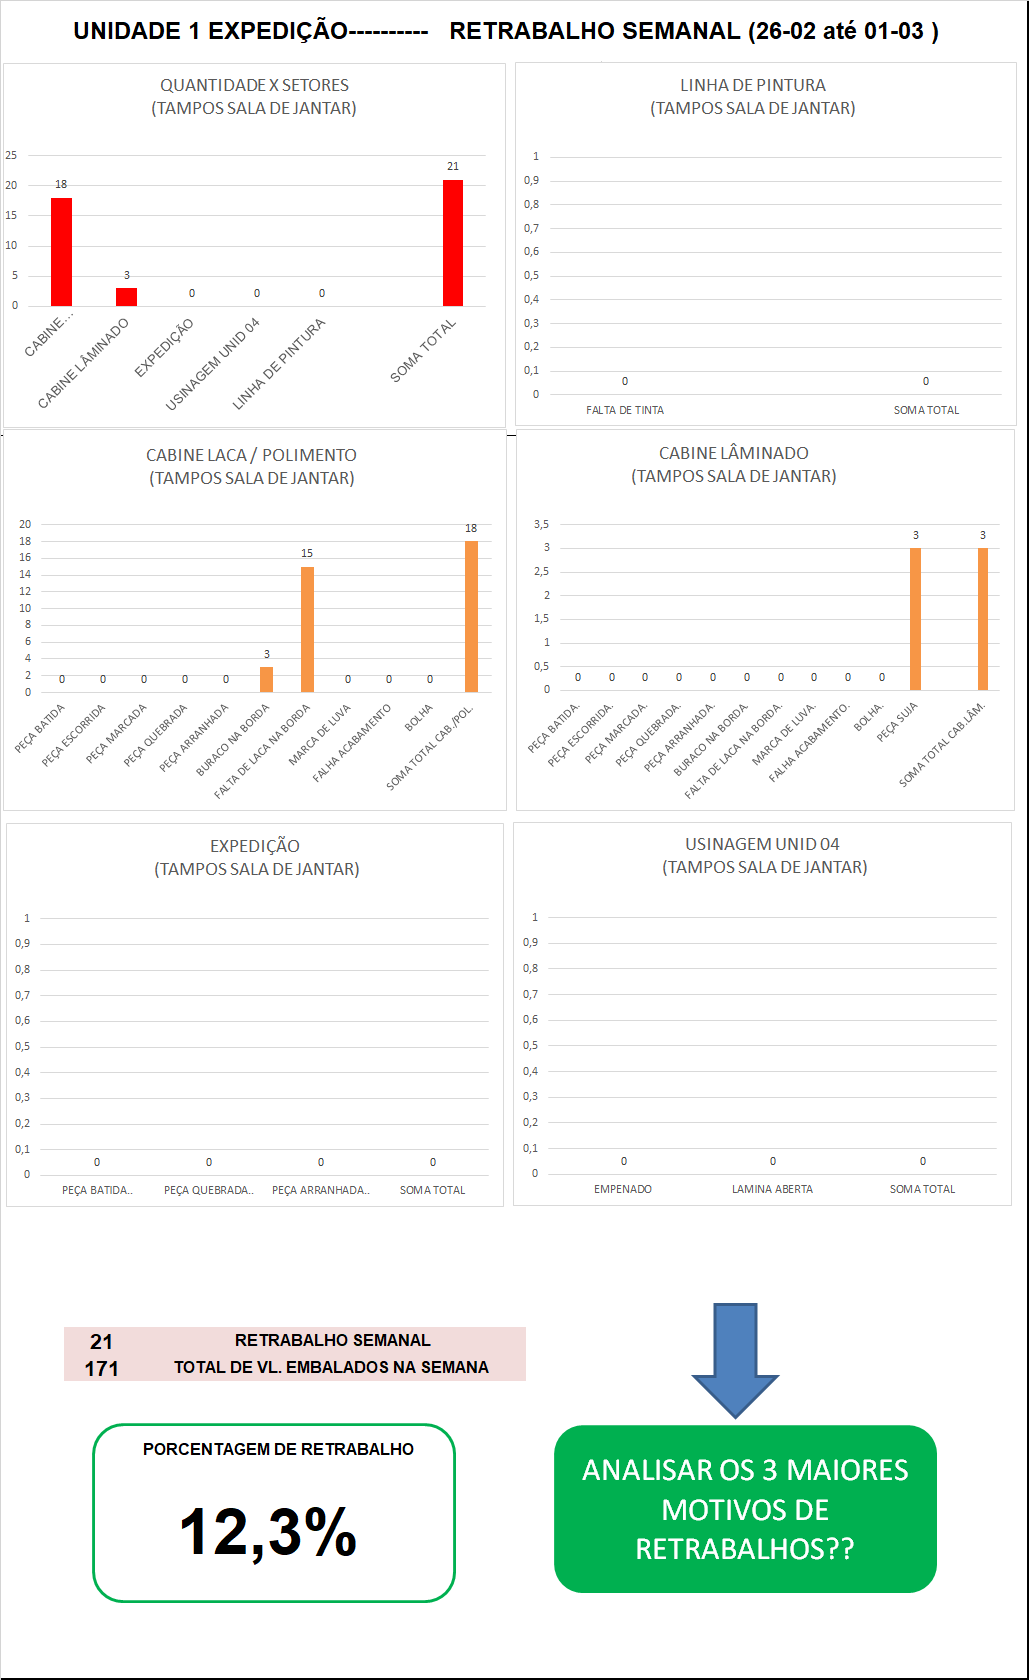 UNIDADE 1 EXPEDIÇÃO---------- RETRABALHO SEMANAL (26-02 até 01-03 )
QUANTIDADE X SETORES
(TAMPOS SALA DE JANTAR)
25
20
15
10
5
0
18
3
0
0
0
21
CABINE...
CABINE LÂMINADO
EXPEDIÇÃO
USINAGEM UNID 04
LINHA DE PINTURA
SOMA TOTAL
LINHA DE PINTURA
(TAMPOS SALA DE JANTAR)
1
0,9
0,8
0,7
0,6
0,5
0,4
0,3
0,2
0,1
0
0
0
FALTA DE TINTA
SOMA TOTAL
CABINE LACA / POLIMENTO
(TAMPOS SALA DE JANTAR)
20
18
16
14
12
10
8
6
4
2
0
0
0
0
0
0
3
15
0
0
0
18
PEÇA BATIDA
PEÇA ESCORRIDA
PEÇA MARCADA
PEÇA QUEBRADA
PEÇA ARRANHADA
BURACO NA BORDA
FALTA DE LACA NA BORDA
MARCA DE LUVA
FALHA ACABAMENTO
BOLHA
SOMA TOTAL CAB./POL.
CABINE LÂMINADO
(TAMPOS SALA DE JANTAR)
3,5
3
2,5
2
1,5
1
0,5
0
0
0
0
0
0
0
0
0
0
0
3
3
PEÇA BATIDA.
PEÇA ESCORRIDA.
PEÇA MARCADA.
PEÇA QUEBRADA.
PEÇA ARRANHADA.
BURACO NA BORDA.
FALTA DE LACA NA BORDA.
MARCA DE LUVA.
FALHA ACABAMENTO.
BOLHA.
PEÇA SUJA
SOMA TOTAL CAB.LÂM.
EXPEDIÇÃO
(TAMPOS SALA DE JANTAR)
1
0,9
0,8
0,7
0,6
0,5
0,4
0,3
0,2
0,1
0
0
0
0
0
PEÇA BATIDA..
PEÇA QUEBRADA..
PEÇA ARRANHADA..
SOMA TOTAL
USINAGEM UNID 04
(TAMPOS SALA DE JANTAR)
1
0,9
0,8
0,7
0,6
0,5
0,4
0,3
0,2
0,1
0
0
0
0
EMPENADO
LAMINA ABERTA
SOMA TOTAL
21 RETRABALHO SEMANAL
171 TOTAL DE VL. EMBALADOS NA SEMANA
PORCENTAGEM DE RETRABALHO
12,3%
ANALISAR OS 3 MAIORES
MOTIVOS DE
RETRABALHOS??